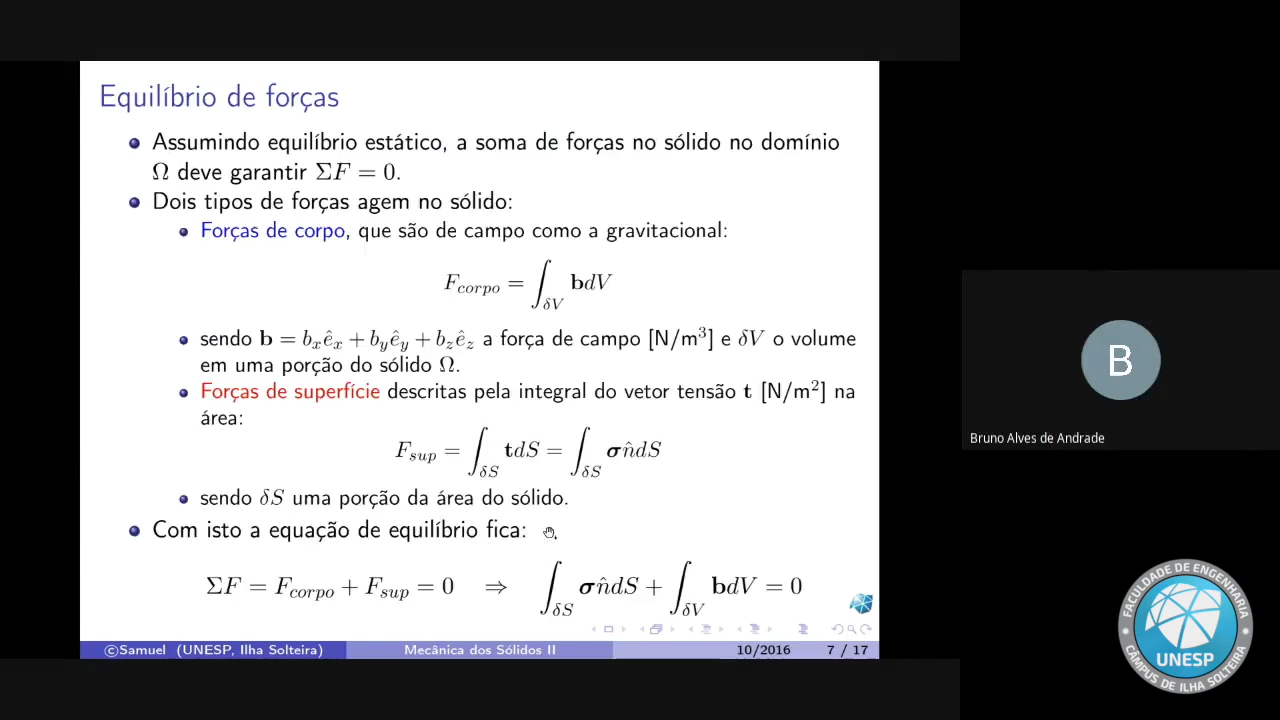 Equilíbrio de forças
Assumindo equilíbrio estático, a soma de forças no sólido no domínio
Ω deve garantir ΣF = 0.
Dois tipos de forças agem no sólido:
Forças de corpo, que são de campo como a gravitacional:
F_corpo = ∫_δV b dV
sendo b = b_x ê_x + b_y ê_y + b_z ê_z a força de campo [N/m³] e δV o volume
em uma porção do sólido Ω.
Forças de superfície descritas pela integral do vetor tensão t [N/m²] na
área:
F_sup = ∫_δS t dS = ∫_δS σn̂ dS
sendo δS uma porção da área do sólido.
Com isto a equação de equilíbrio fica:
ΣF = F_corpo + F_sup = 0 ⇒ ∫_δS σn̂ dS + ∫_δV b dV = 0
©Samuel (UNESP, Ilha Solteira) Mecânica dos Sólidos II 10/2016 7 / 17
B
Bruno Alves de Andrade
FACULDADE DE ENGENHARIA
UNESP
CÂMPUS DE ILHA SOLTEIRA